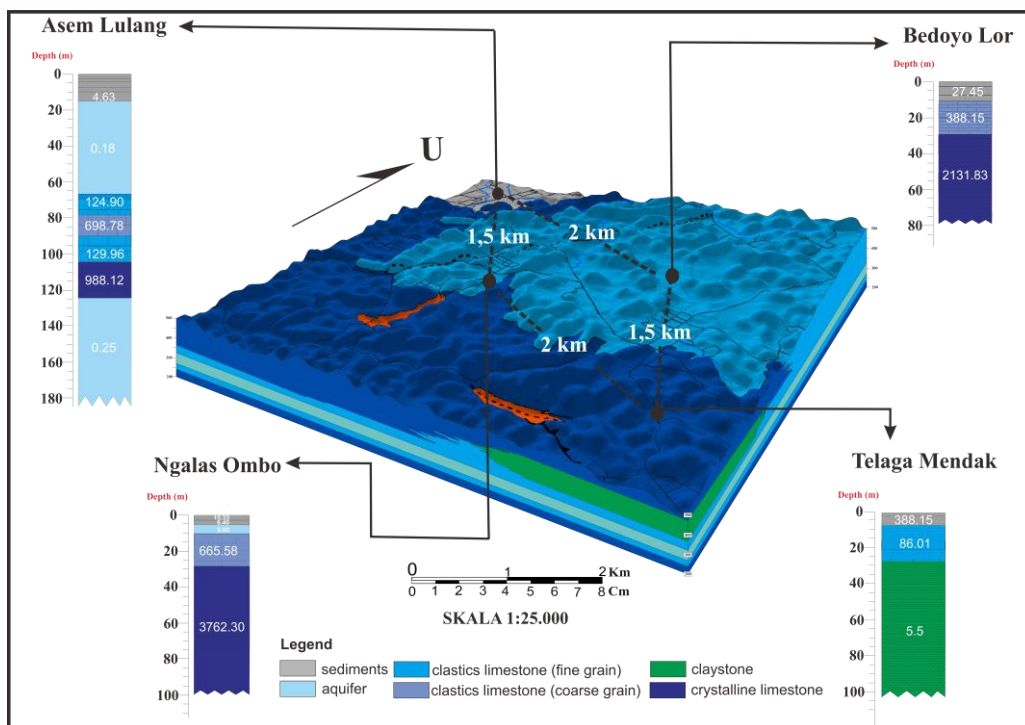 Asem Lulang
Depth (m)
0
20
40
60
80
100
120
140
160
180
4.63
0.18
124.90
698.78
129.96
988.12
0.25
Bedoyo Lor
Depth (m)
0
20
40
60
80
27.45
388.15
2131.83
U
1,5 km
2 km
2 km
1,5 km
Ngalas Ombo
Depth (m)
0
20
40
60
80
100
665.58
3762.30
Telaga Mendak
Depth (m)
0
20
40
60
80
100
388.15
86.01
5.5
0 1 2 Km
0 1 2 3 4 5 6 7 8 Cm
SKALA 1:25.000
Legend
sediments
clastics limestone (fine grain)
claystone
aquifer
clastics limestone (coarse grain)
crystalline limestone